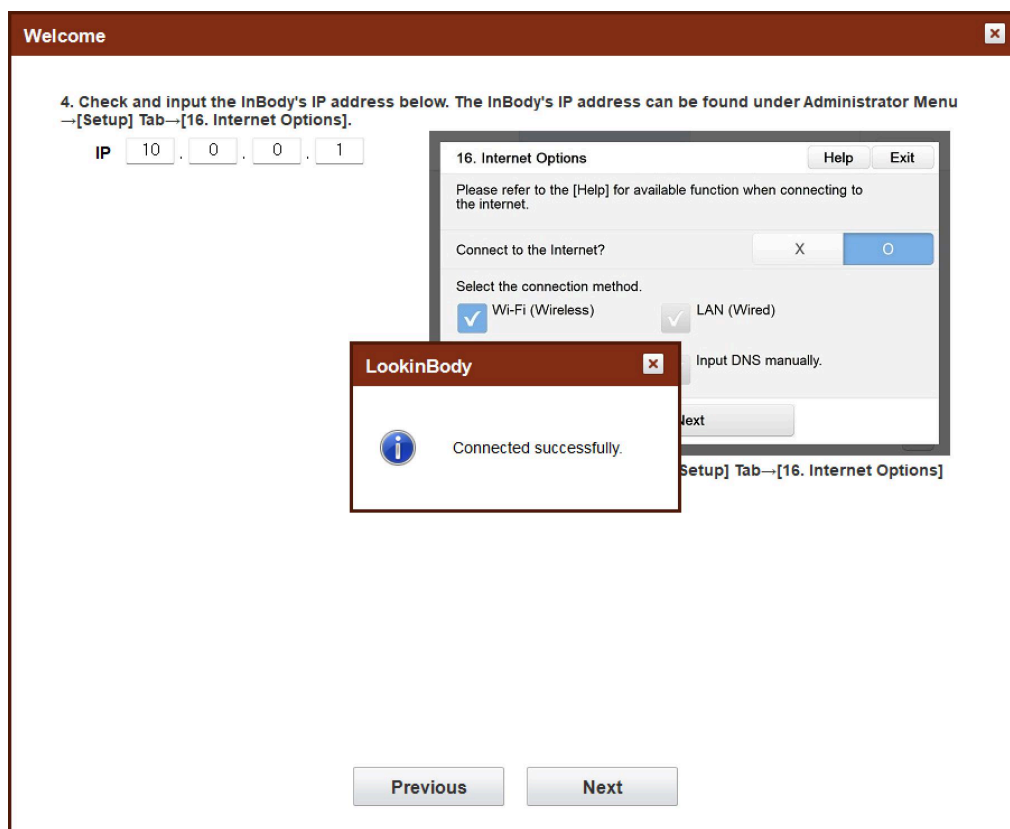 Welcome
4. Check and input the InBody's IP address below. The InBody's IP address can be found under Administrator Menu
→[Setup] Tab→[16. Internet Options].
IP 10 . 0 . 0 . 1
16. Internet Options Help Exit
Please refer to the [Help] for available function when connecting to
the internet.
Connect to the Internet? X O
Select the connection method.
Wi-Fi (Wireless) LAN (Wired)
Input DNS manually.
LookinBody
Connected successfully.
Setup] Tab→[16. Internet Options]
Previous Next